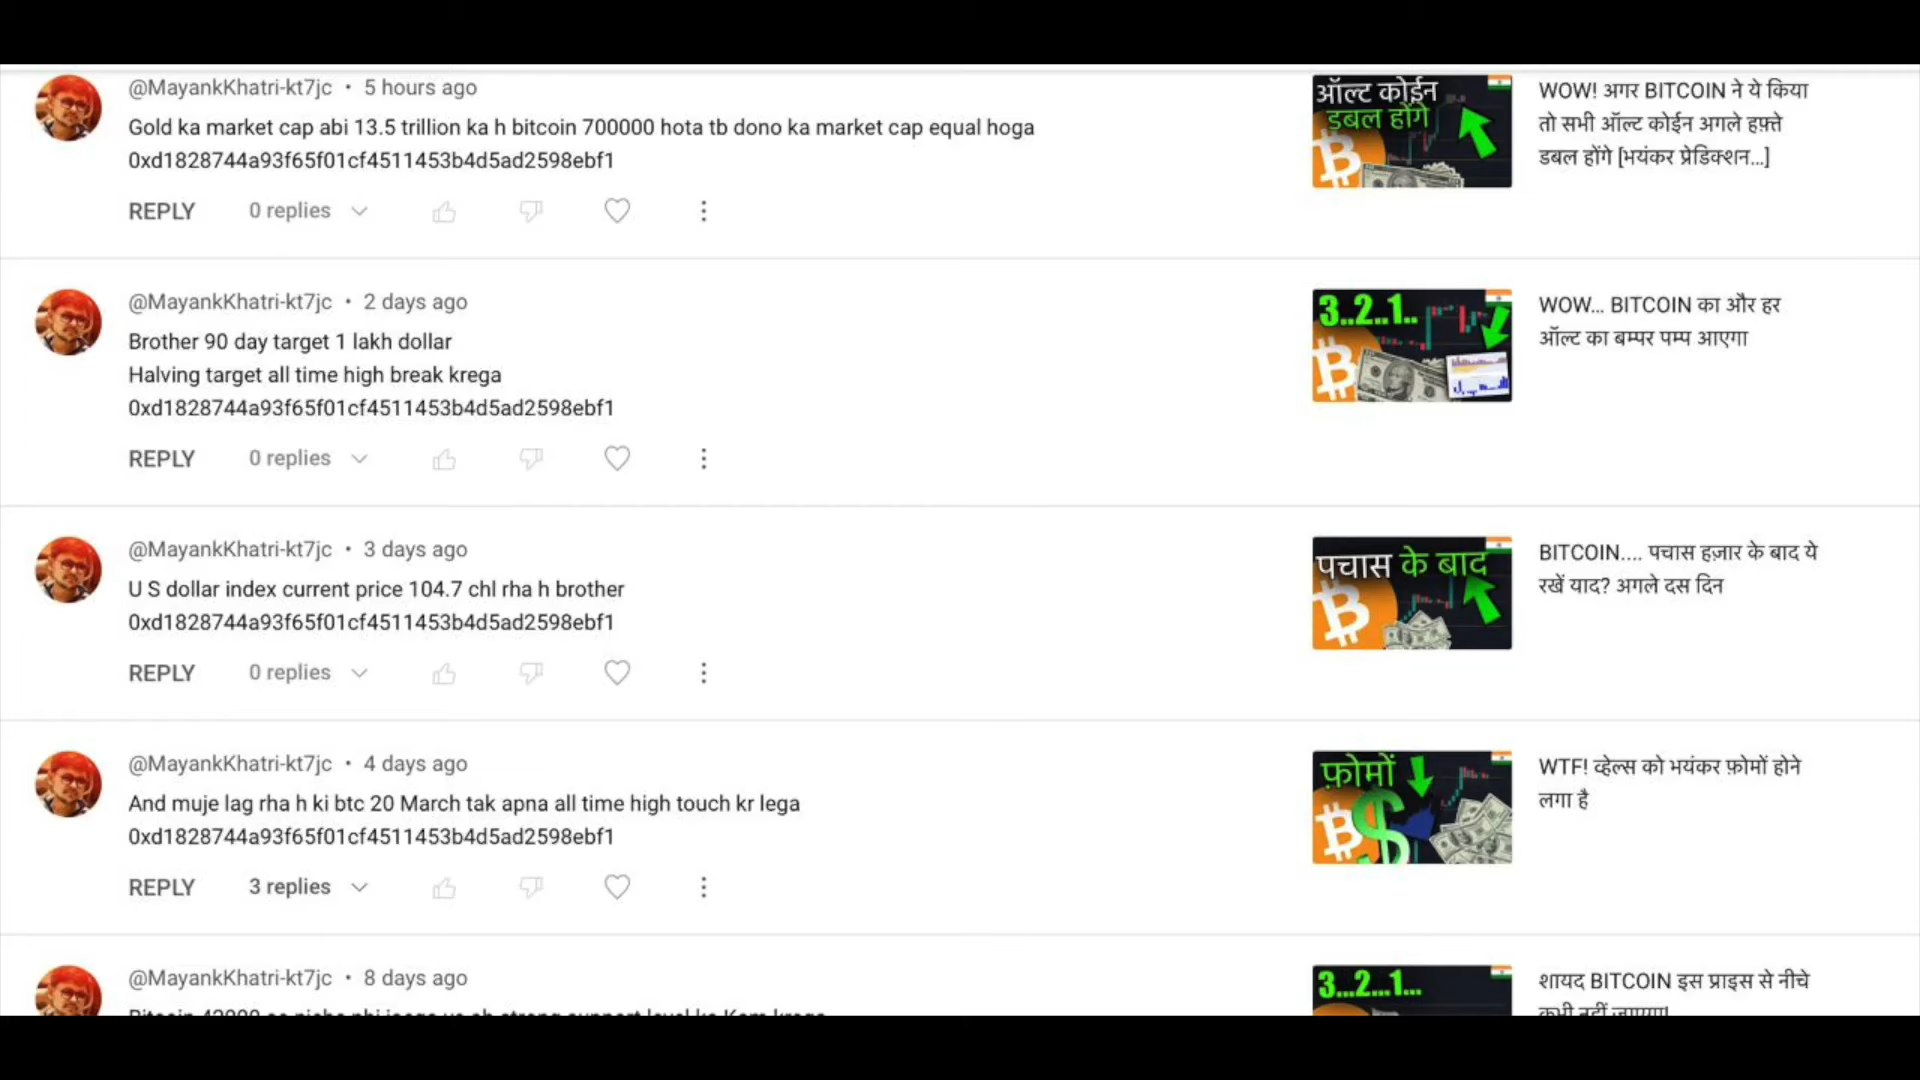 @MayankKhatri-kt7jc • 5 hours ago
Gold ka market cap abi 13.5 trillion ka h bitcoin 700000 hota tb dono ka market cap equal hoga
0xd1828744a93f65f01cf4511453b4d5ad2598ebf1
REPLY 0 replies
ऑल्ट कोईन
डबल होंगे
WOW! अगर BITCOIN ने ये किया
तो सभी ऑल्ट कोईन अगले हफ़्ते
डबल होंगे [भयंकर प्रेडिक्शन...]
@MayankKhatri-kt7jc • 2 days ago
Brother 90 day target 1 lakh dollar
Halving target all time high break krega
0xd1828744a93f65f01cf4511453b4d5ad2598ebf1
REPLY 0 replies
3..2..1..
WOW... BITCOIN का और हर
ऑल्ट का बम्पर पम्प आएगा
@MayankKhatri-kt7jc • 3 days ago
U S dollar index current price 104.7 chl rha h brother
0xd1828744a93f65f01cf4511453b4d5ad2598ebf1
REPLY 0 replies
पचास के बाद
BITCOIN.... पचास हज़ार के बाद ये
रखें याद? अगले दस दिन
@MayankKhatri-kt7jc • 4 days ago
And muje lag rha h ki btc 20 March tak apna all time high touch kr lega
0xd1828744a93f65f01cf4511453b4d5ad2598ebf1
REPLY 3 replies
फ़ोमों
WTF! व्हेल्स को भयंकर फ़ोमों होने
लगा है
@MayankKhatri-kt7jc • 8 days ago
3...2...1...
शायद BITCOIN इस प्राइस से नीचे